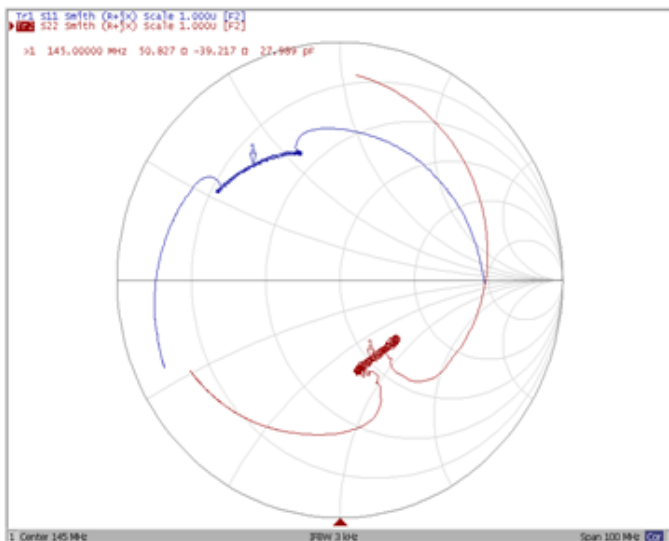 Tr1 S11 Smith (R+jX) Scale 1.000U [F2]
Tr2 S22 Smith (R+jX) Scale 1.000U [F2]
>1 145.00000 MHz 50.827 Ω -39.217 Ω 27.989 pF
1 Center 145 MHz IFBW 3 kHz Span 100 MHz Cor